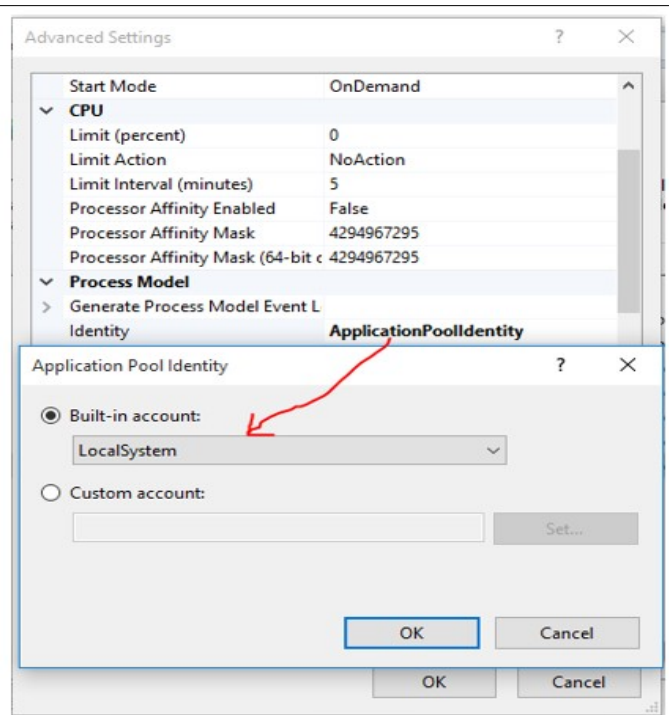 Advanced Settings ? ×
Start Mode OnDemand
CPU
Limit (percent) 0
Limit Action NoAction
Limit Interval (minutes) 5
Processor Affinity Enabled False
Processor Affinity Mask 4294967295
Processor Affinity Mask (64-bit c 4294967295
Process Model
Generate Process Model Event L
Identity ApplicationPoolIdentity
Application Pool Identity ? ×
Built-in account:
LocalSystem
Custom account:
Set...
OK Cancel
OK Cancel